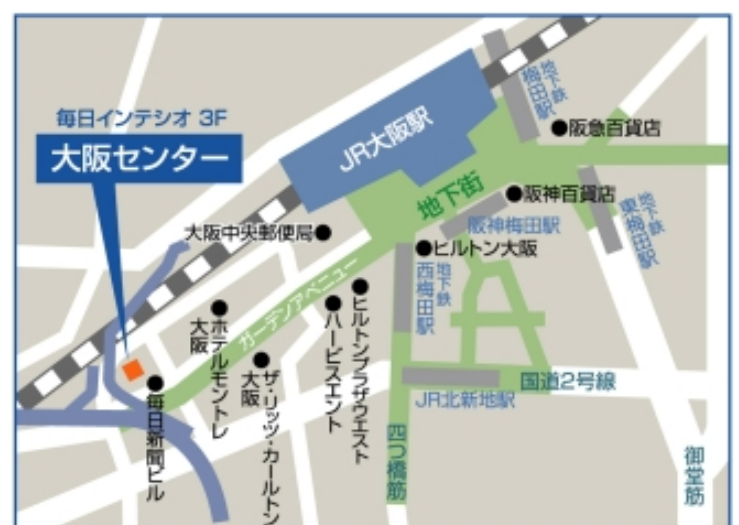 毎日インテシオ 3F
大阪センター
JR大阪駅
地下鉄
梅田駅
阪急百貨店
地下街
阪神百貨店
阪神梅田駅
地下鉄
東梅田駅
大阪中央郵便局
ヒルトン大阪
地下鉄
西梅田駅
ガーデンアベニュー
ホテルモントレ
大阪
ヒルトンプラザウエスト
ハービスエント
ザ・リッツ・カールトン
大阪
毎日新聞ビル
JR北新地駅
国道2号線
四つ橋筋
御堂筋